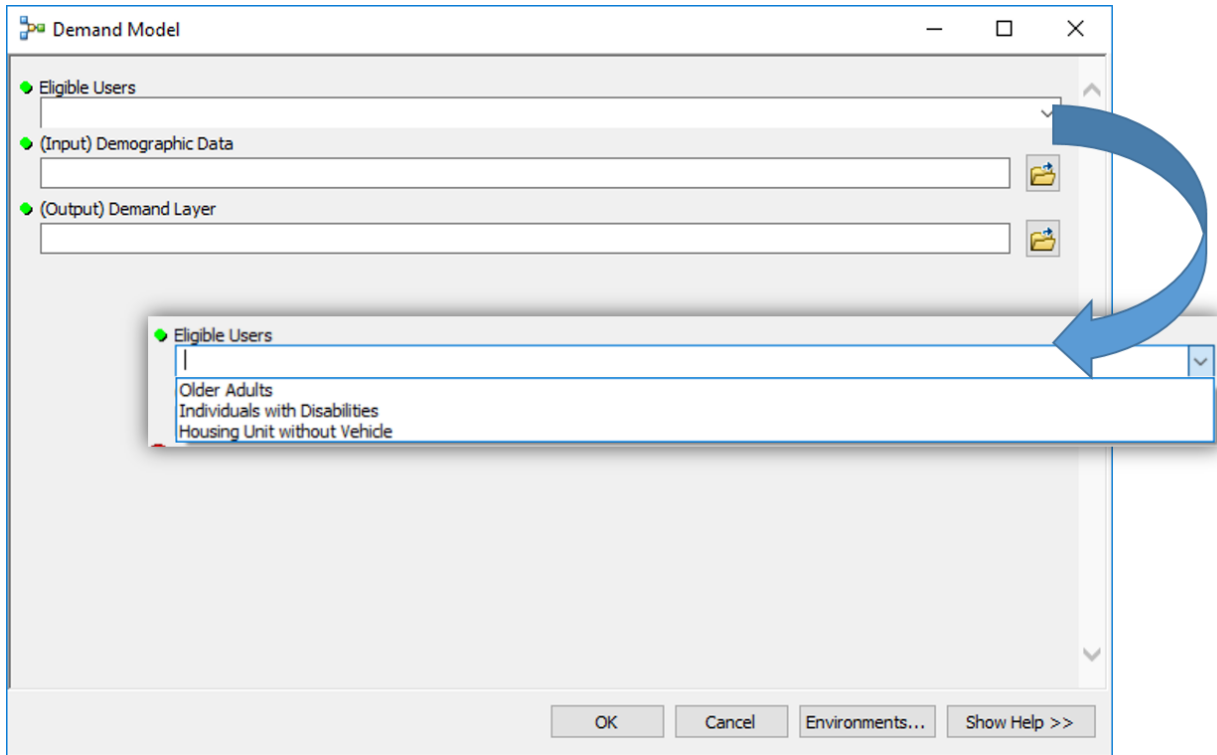 Demand Model
Eligible Users
(Input) Demographic Data
(Output) Demand Layer
Eligible Users
Older Adults
Individuals with Disabilities
Housing Unit without Vehicle
OK Cancel Environments... Show Help >>